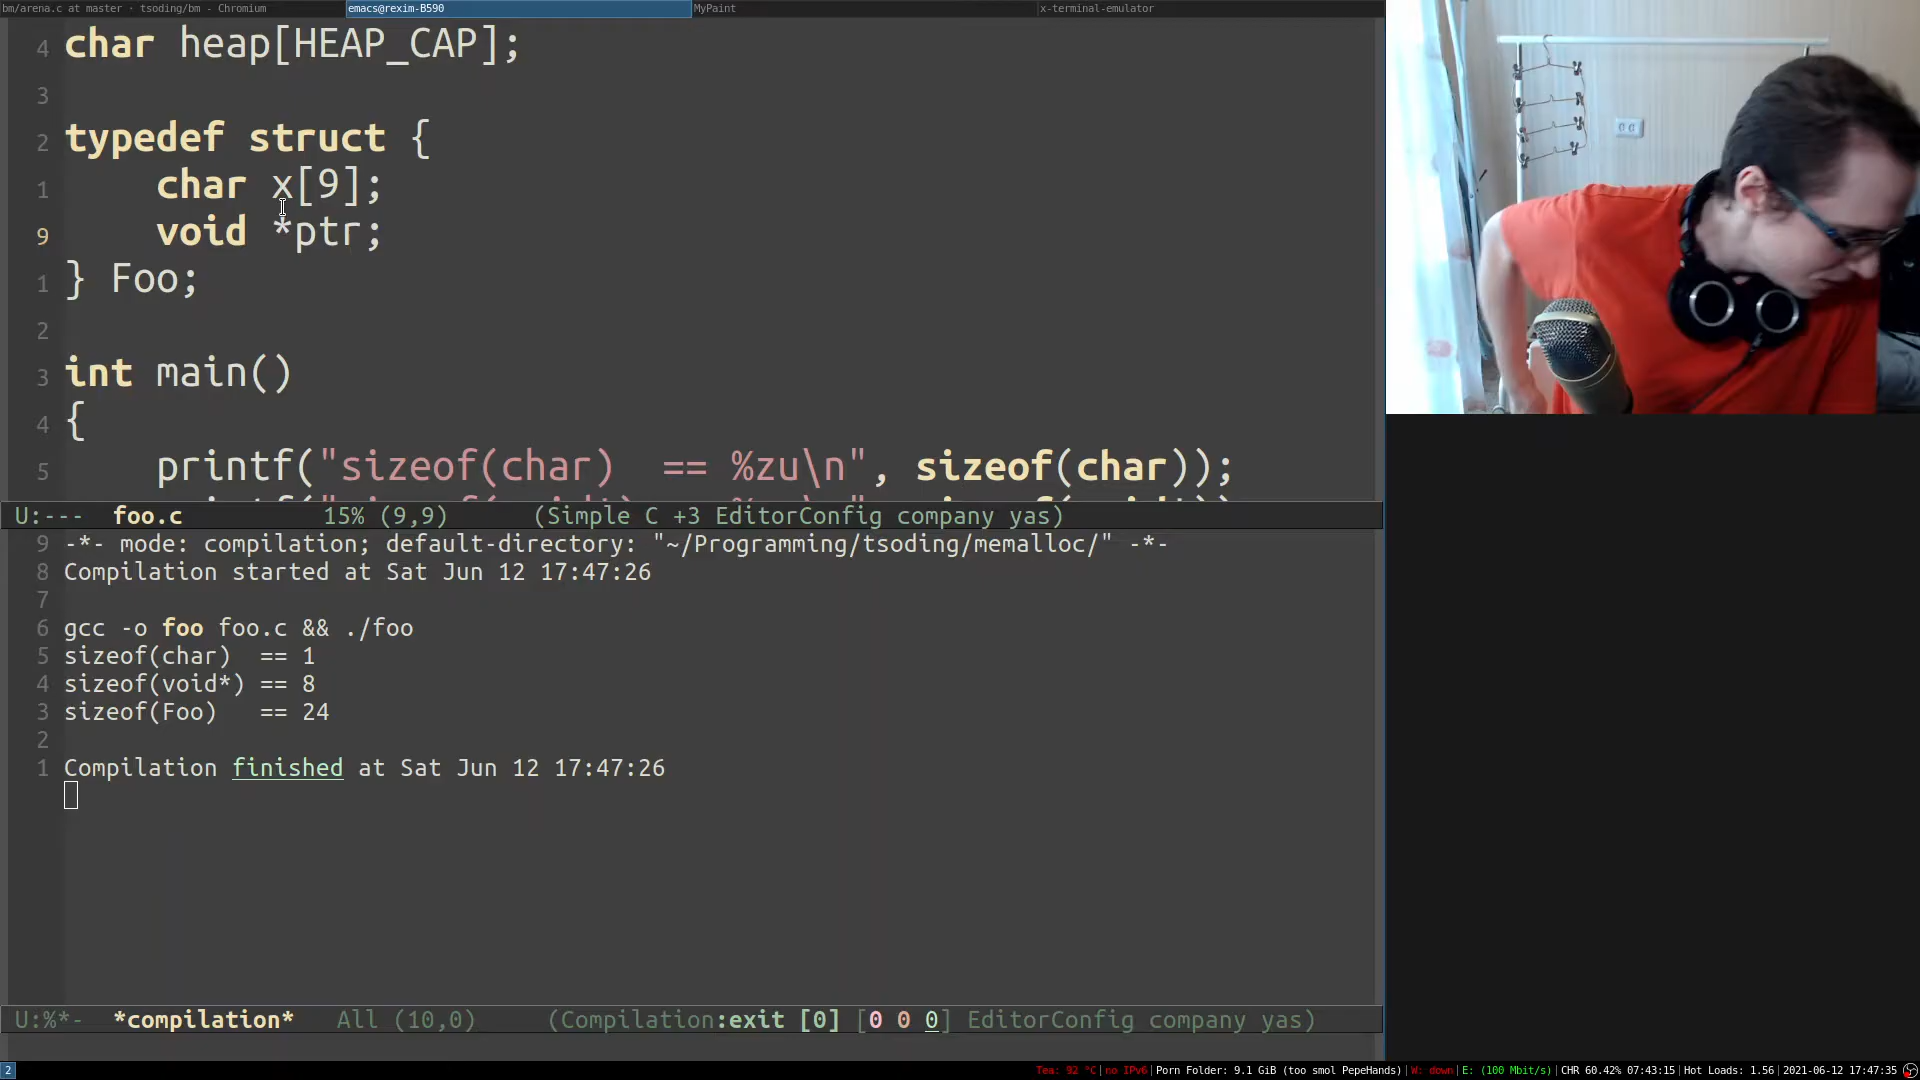 bm/arena.c at master · tsoding/bm - Chromium
emacs@rexim-B590
MyPaint
x-terminal-emulator
4 char heap[HEAP_CAP];
3
2 typedef struct {
1 char x[9];
9 void *ptr;
1 } Foo;
2
3 int main()
4 {
5 printf("sizeof(char)  == %zu\n", sizeof(char));
U:--- foo.c 15% (9,9) (Simple C +3 EditorConfig company yas)
9 -*- mode: compilation; default-directory: "~/Programming/tsoding/memalloc/" -*-
8 Compilation started at Sat Jun 12 17:47:26
7
6 gcc -o foo foo.c && ./foo
5 sizeof(char)  == 1
4 sizeof(void*) == 8
3 sizeof(Foo)   == 24
2
1 Compilation finished at Sat Jun 12 17:47:26
U:%*- *compilation* All (10,0) (Compilation:exit [0] [0 0 0] EditorConfig company yas)
2
Tea: 92 °C|no IPv6|Porn Folder: 9.1 GiB (too smol PepeHands)|W: down|E: (100 Mbit/s)|CHR 60.42% 07:43:15|Hot Loads: 1.56|2021-06-12 17:47:35